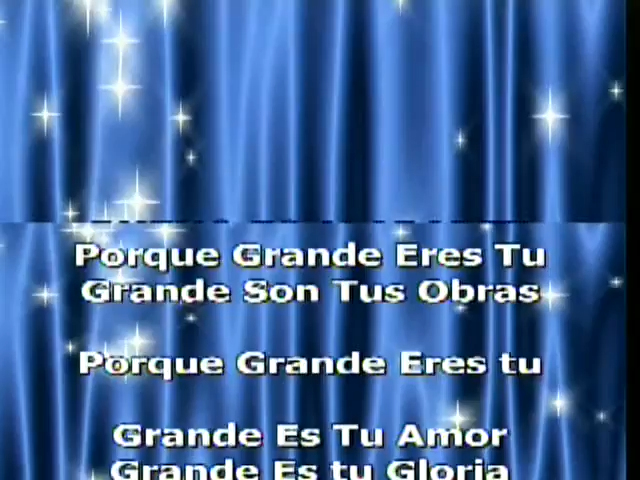 Porque Grande Eres Tu
Grande Son Tus Obras
Porque Grande Eres tu
Grande Es Tu Amor
Grande Es tu Gloria